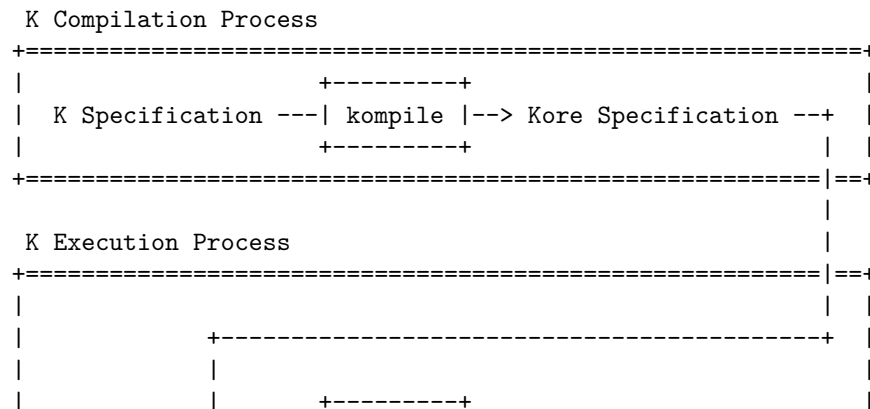 K Compilation Process
+===========================================================+
|                     +---------+                            |
|  K Specification ---| kompile |--> Kore Specification --+  |
|                     +---------+                         |  |
+=========================================================|==+
                                                          |
K Execution Process                                       |
+=========================================================|==+
|                                                         |  |
|             +-------------------------------------------+  |
|             |                                              |
|             |       +---------+                            |